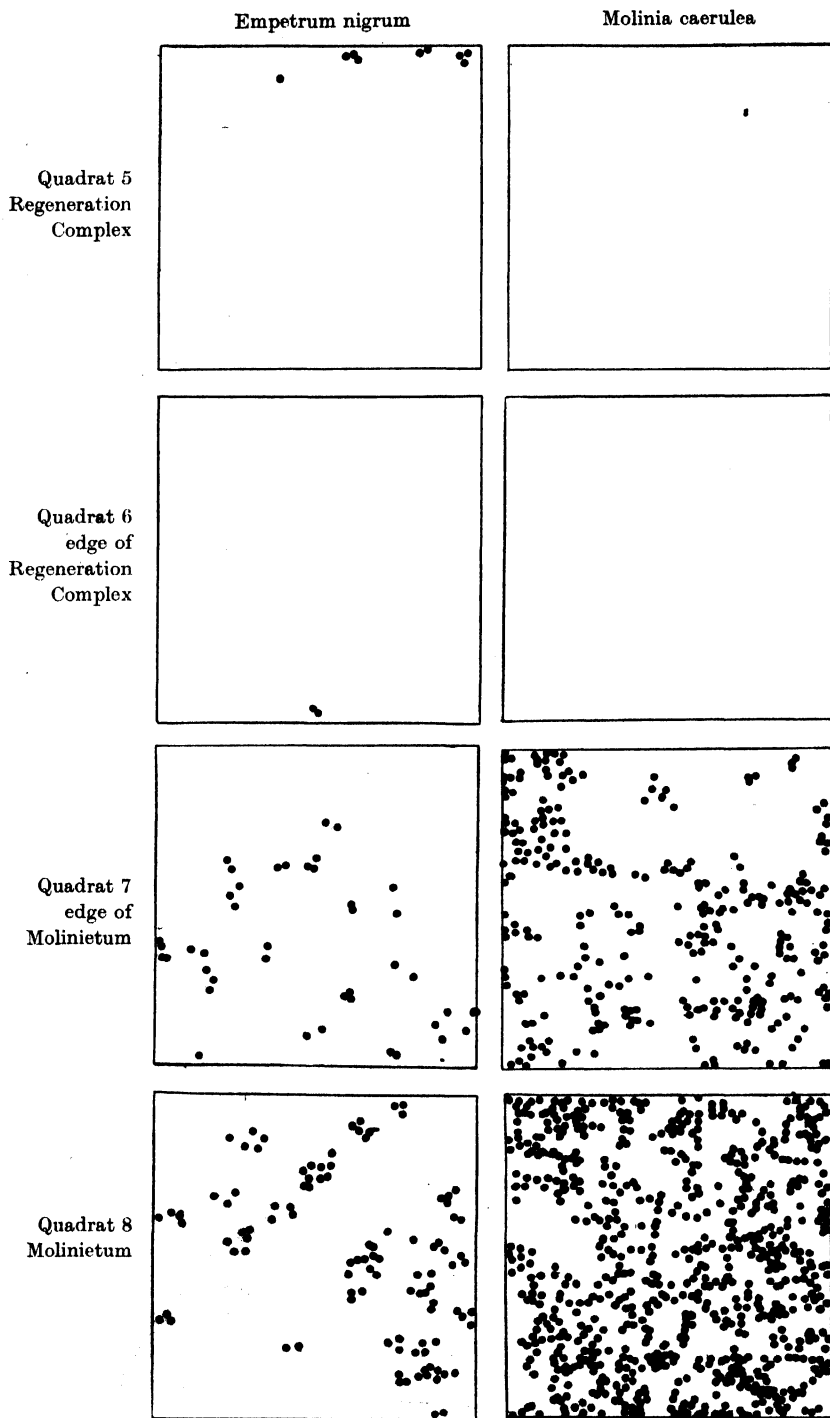 Empetrum nigrum
Molinia caerulea
Quadrat 5
Regeneration
Complex
Quadrat 6
edge of
Regeneration
Complex
Quadrat 7
edge of
Molinietum
Quadrat 8
Molinietum